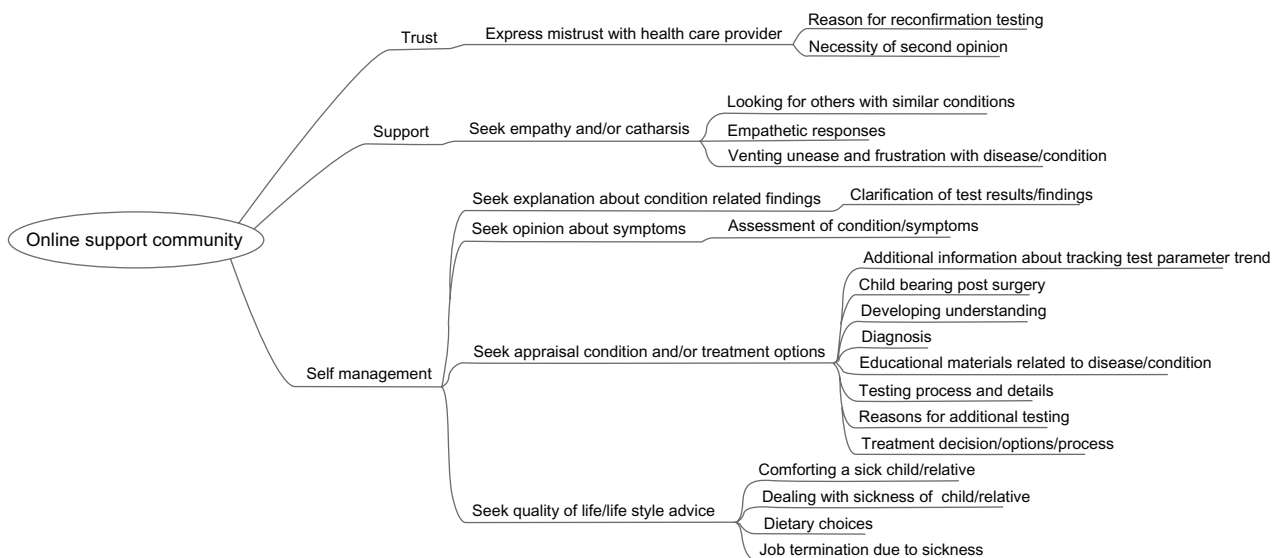 Online support community
Trust
Express mistrust with health care provider
Reason for reconfirmation testing
Necessity of second opinion
Support
Seek empathy and/or catharsis
Looking for others with similar conditions
Empathetic responses
Venting unease and frustration with disease/condition
Self management
Seek explanation about condition related findings
Clarification of test results/findings
Seek opinion about symptoms
Assessment of condition/symptoms
Seek appraisal condition and/or treatment options
Additional information about tracking test parameter trend
Child bearing post surgery
Developing understanding
Diagnosis
Educational materials related to disease/condition
Testing process and details
Reasons for additional testing
Treatment decision/options/process
Seek quality of life/life style advice
Comforting a sick child/relative
Dealing with sickness of child/relative
Dietary choices
Job termination due to sickness